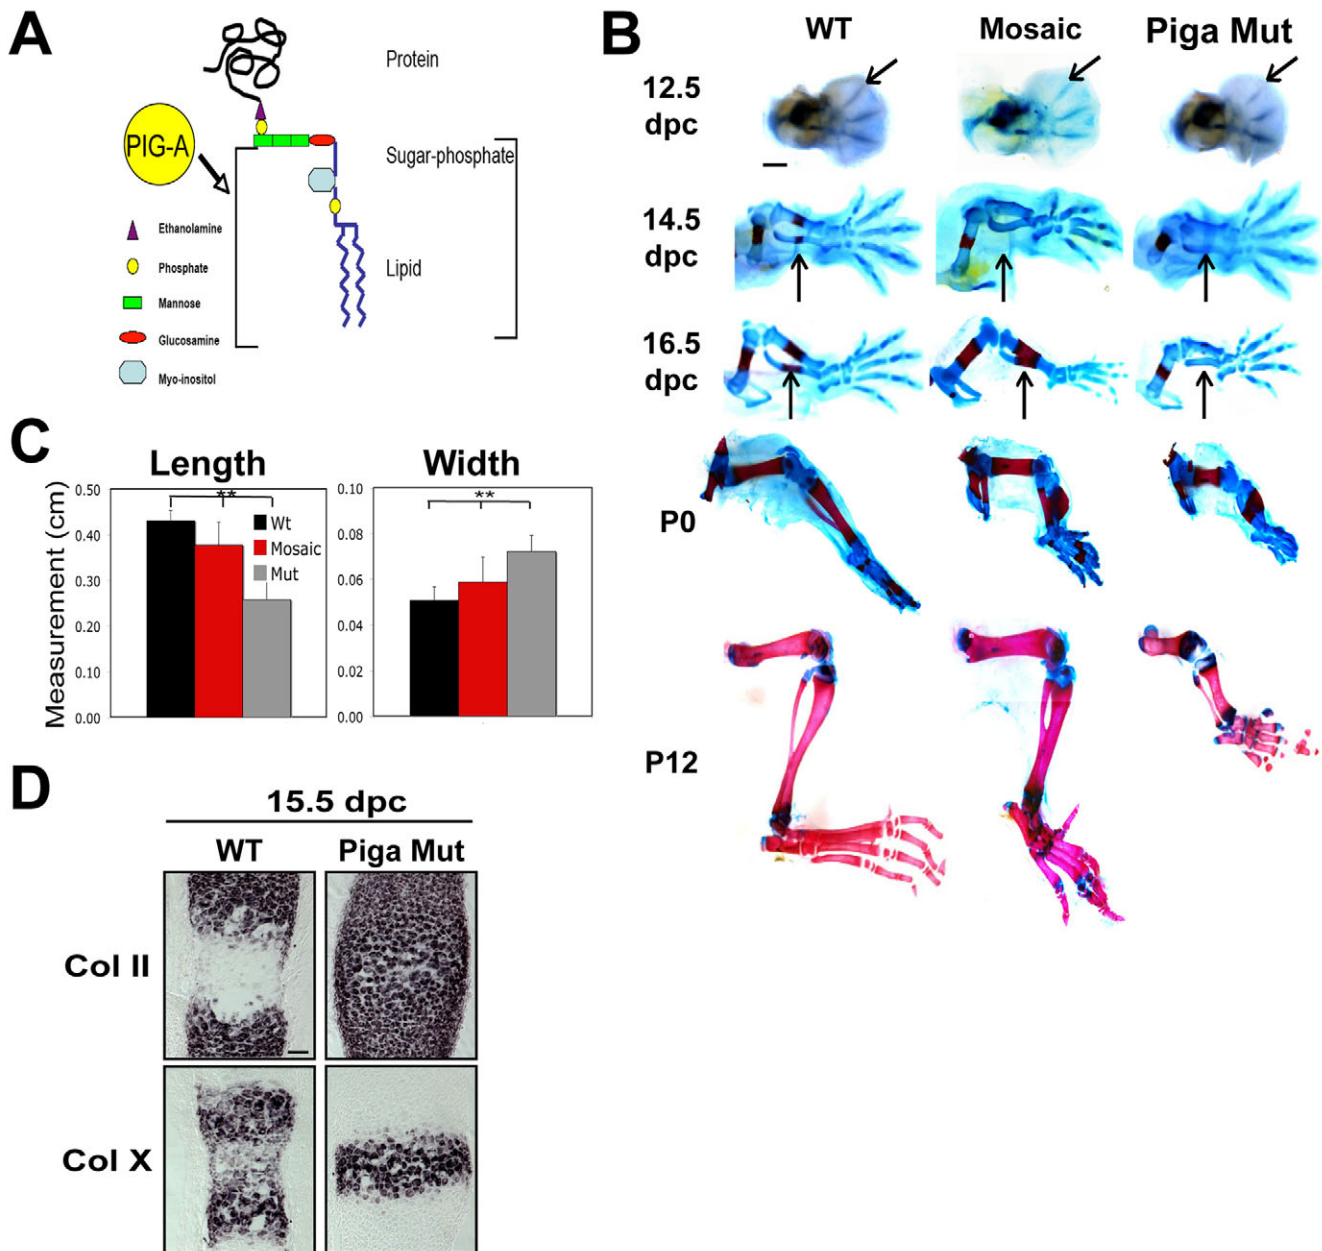 A
Protein
PIG-A
Sugar-phosphate
Ethanolamine
Phosphate
Lipid
Mannose
Glucosamine
Myo-inositol
B
WT
Mosaic
Piga Mut
12.5
dpc
14.5
dpc
16.5
dpc
P0
P12
C
Length
Width
Measurement (cm)
0.50
0.40
0.30
0.20
0.10
0.00
**
Wt
Mosaic
Mut
0.10
0.08
0.06
0.04
0.02
0.00
**
D
15.5 dpc
WT
Piga Mut
Col II
Col X